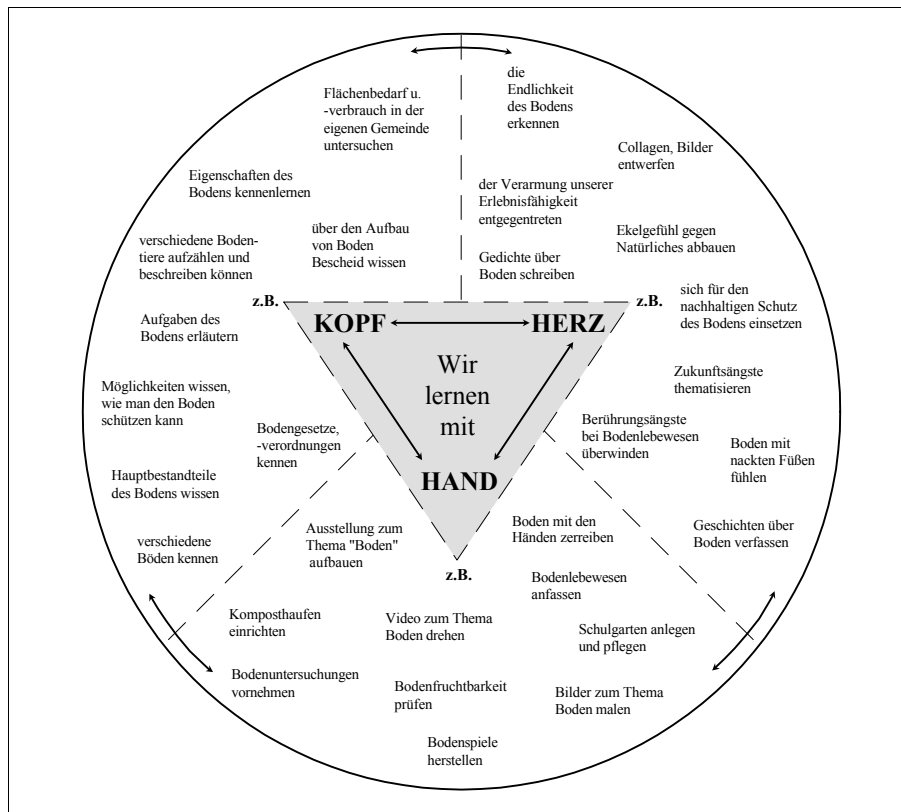 Flächenbedarf u.
-verbrauch in der
eigenen Gemeinde
untersuchen
Eigenschaften des
Bodens kennenlernen
über den Aufbau
von Boden
Bescheid wissen
verschiedene Boden-
tiere aufzählen und
beschreiben können
z.B.
Aufgaben des
Bodens erläutern
Möglichkeiten wissen,
wie man den Boden
schützen kann
Bodengesetze,
-verordnungen
kennen
Hauptbestandteile
des Bodens wissen
verschiedene
Böden kennen
die
Endlichkeit
des Bodens
erkennen
Collagen, Bilder
entwerfen
der Verarmung unserer
Erlebnisfähigkeit
entgegentreten
Ekelgefühl gegen
Natürliches abbauen
Gedichte über
Boden schreiben
z.B.
sich für den
nachhaltigen Schutz
des Bodens einsetzen
Zukunftsängste
thematisieren
Berührungsängste
bei Bodenlebewesen
überwinden
Boden mit
nackten Füßen
fühlen
Geschichten über
Boden verfassen
KOPF
HERZ
Wir
lernen
mit
HAND
z.B.
Ausstellung zum
Thema "Boden"
aufbauen
Boden mit den
Händen zerreiben
Bodenlebewesen
anfassen
Komposthaufen
einrichten
Video zum Thema
Boden drehen
Schulgarten anlegen
und pflegen
Bodenuntersuchungen
vornehmen
Bodenfruchtbarkeit
prüfen
Bilder zum Thema
Boden malen
Bodenspiele
herstellen